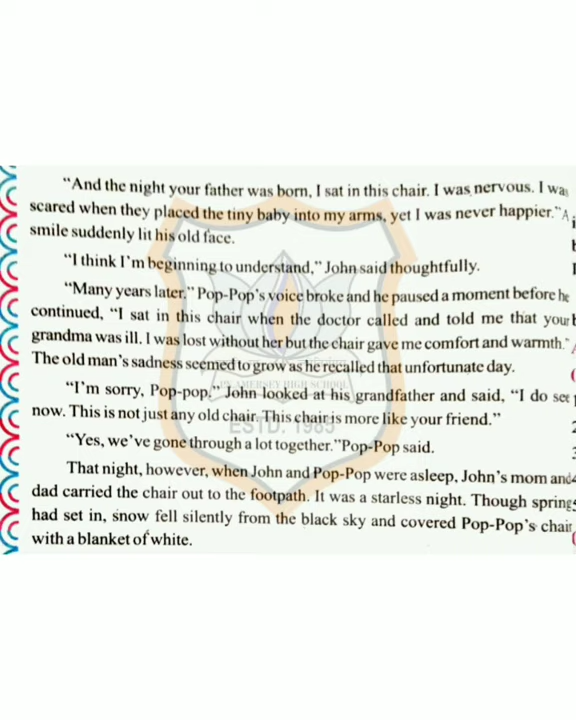 "And the night your father was born, I sat in this chair. I was nervous. I was
scared when they placed the tiny baby into my arms, yet I was never happier." A
smile suddenly lit his old face.
"I think I'm beginning to understand," John said thoughtfully.
"Many years later." Pop-Pop's voice broke and he paused a moment before he
continued, "I sat in this chair when the doctor called and told me that your
grandma was ill. I was lost without her but the chair gave me comfort and warmth."
The old man's sadness seemed to grow as he recalled that unfortunate day.
"I'm sorry, Pop-pop," John looked at his grandfather and said, "I do see
now. This is not just any old chair. This chair is more like your friend."
"Yes, we've gone through a lot together."Pop-Pop said.
That night, however, when John and Pop-Pop were asleep, John's mom and
dad carried the chair out to the footpath. It was a starless night. Though spring
had set in, snow fell silently from the black sky and covered Pop-Pop's chair
with a blanket of white.
HIGH SCHOOL
ESTD. 1985